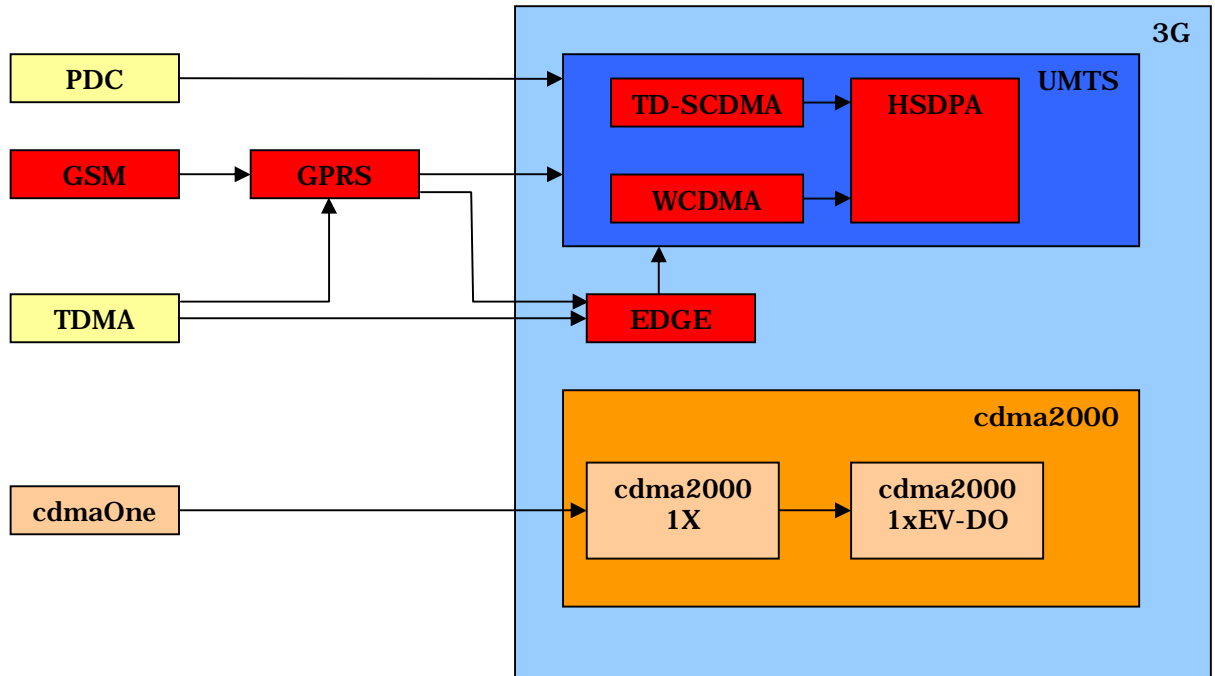 3G
PDC
UMTS
TD-SCDMA
HSDPA
GSM
GPRS
WCDMA
TDMA
EDGE
cdma2000
cdmaOne
cdma2000
1X
cdma2000
1xEV-DO